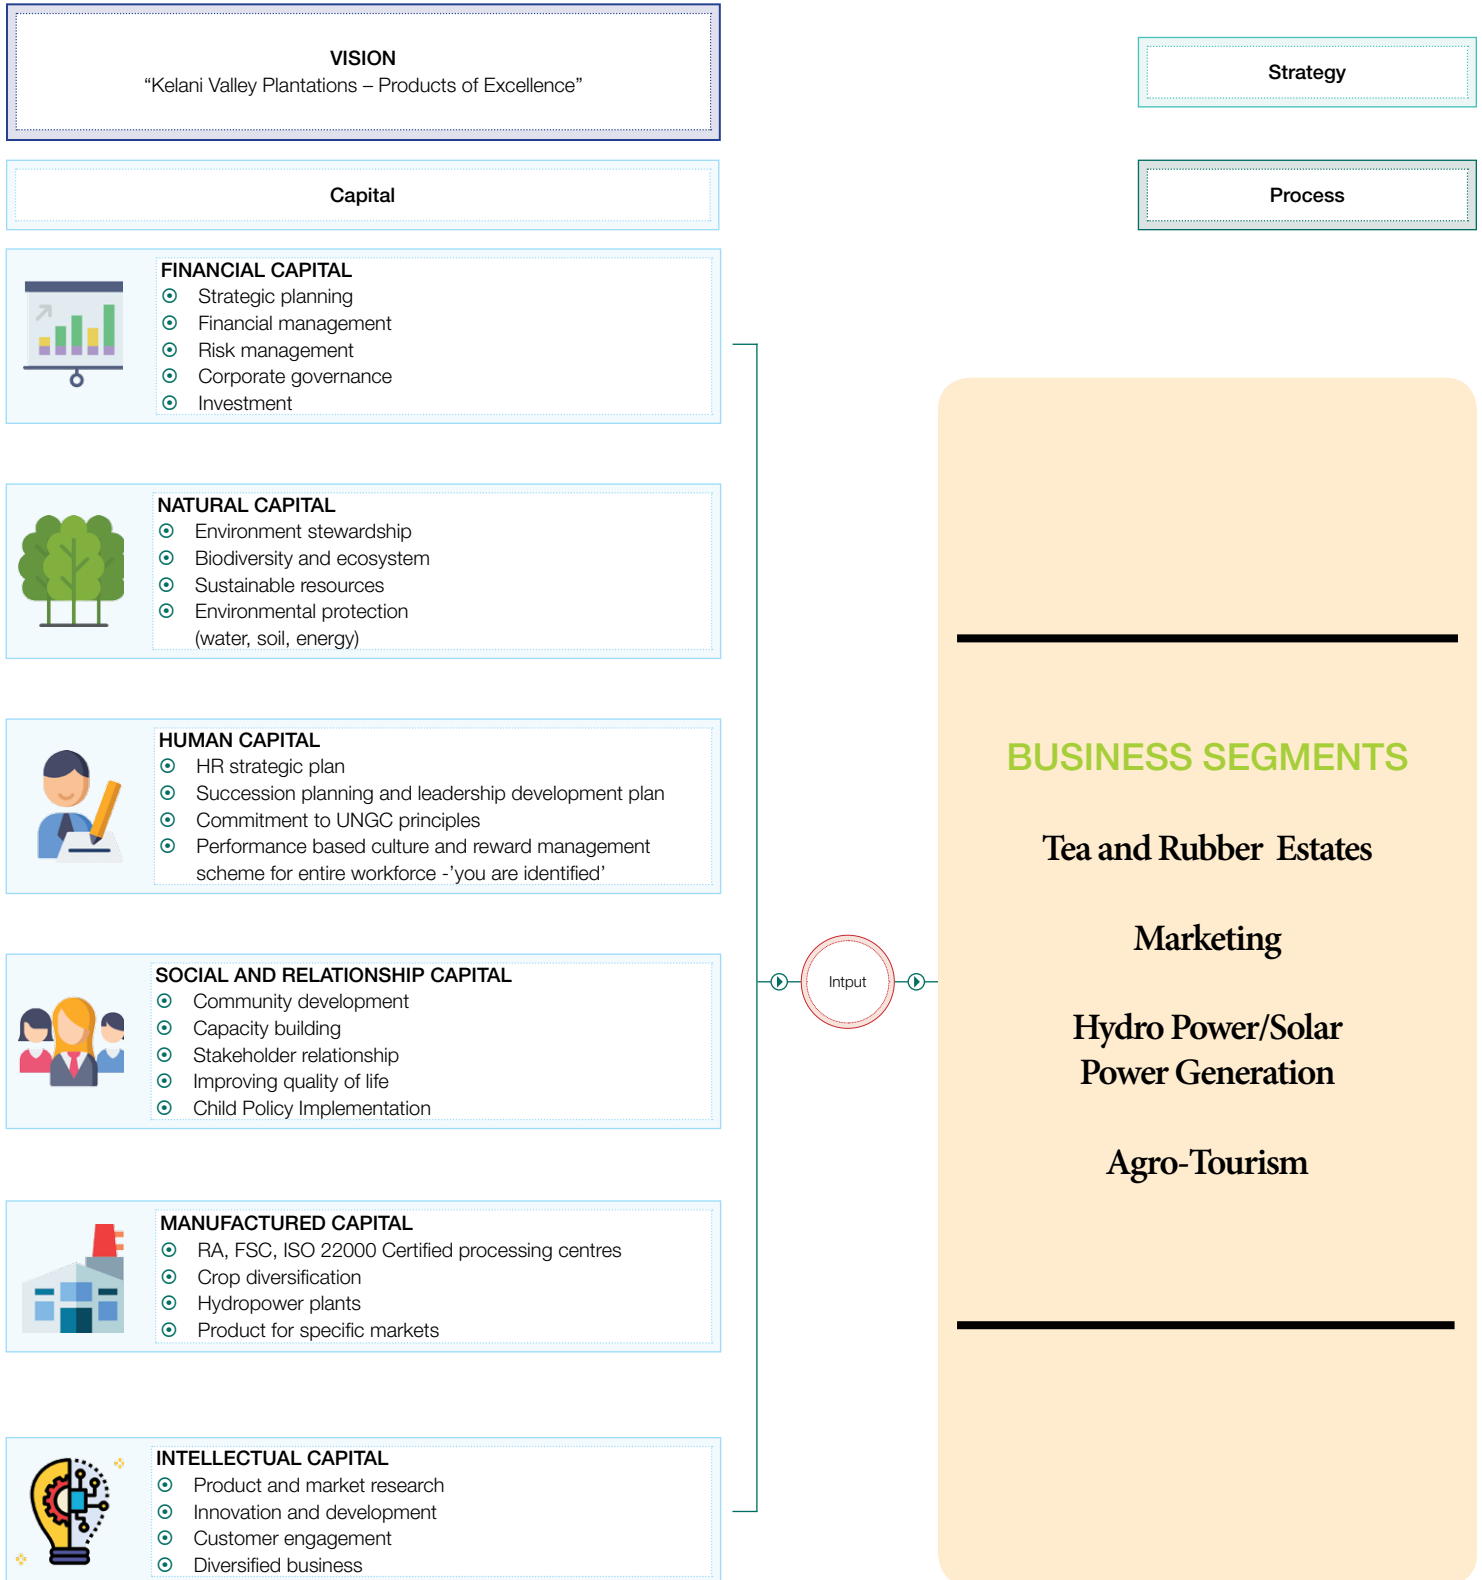 VISION
“Kelani Valley Plantations – Products of Excellence”
Strategy
Capital
Process
FINANCIAL CAPITAL
Strategic planning
Financial management
Risk management
Corporate governance
Investment
NATURAL CAPITAL
Environment stewardship
Biodiversity and ecosystem
Sustainable resources
Environmental protection
(water, soil, energy)
HUMAN CAPITAL
HR strategic plan
Succession planning and leadership development plan
Commitment to UNGC principles
Performance based culture and reward management
scheme for entire workforce -’you are identified’
SOCIAL AND RELATIONSHIP CAPITAL
Community development
Capacity building
Stakeholder relationship
Improving quality of life
Child Policy Implementation
MANUFACTURED CAPITAL
RA, FSC, ISO 22000 Certified processing centres
Crop diversification
Hydropower plants
Product for specific markets
INTELLECTUAL CAPITAL
Product and market research
Innovation and development
Customer engagement
Diversified business
Intput
BUSINESS SEGMENTS
Tea and Rubber Estates
Marketing
Hydro Power/Solar
Power Generation
Agro-Tourism